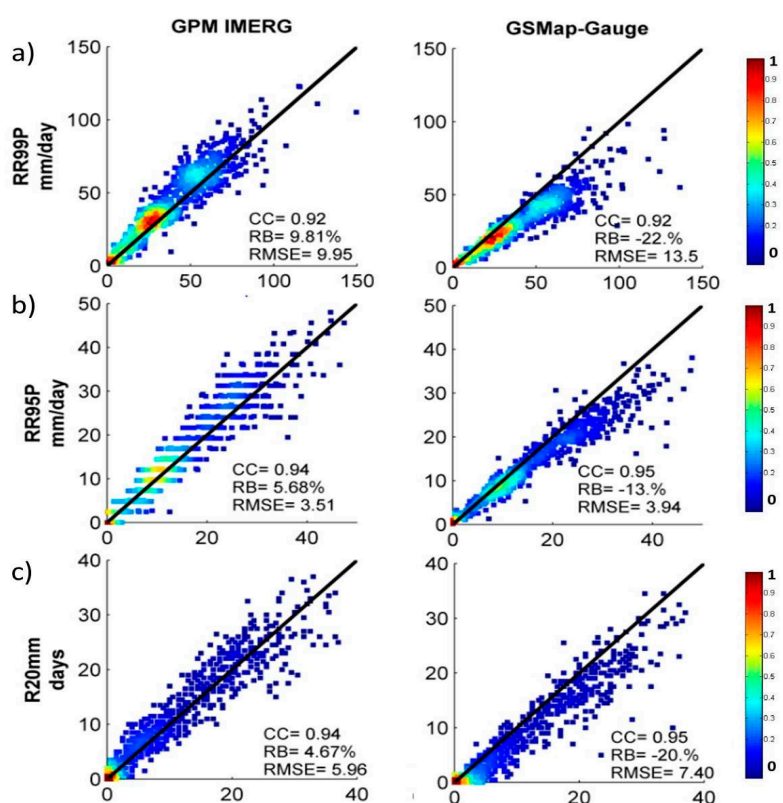 GPM IMERG
GSMap-Gauge
a)
RR99P
mm/day
150
100
50
0
0
50
100
150
CC= 0.92
RB= 9.81%
RMSE= 9.95
150
100
50
0
0
50
100
150
CC= 0.92
RB= -22.%
RMSE= 13.5
1
0.9
0.8
0.7
0.6
0.5
0.4
0.3
0.2
0.1
0
b)
RR95P
mm/day
50
40
30
20
10
0
0
20
40
CC= 0.94
RB= 5.68%
RMSE= 3.51
50
40
30
20
10
0
0
20
40
CC= 0.95
RB= -13.%
RMSE= 3.94
1
0.9
0.8
0.7
0.6
0.5
0.4
0.3
0.2
0.1
0
c)
R20mm
days
40
30
20
10
0
0
20
40
CC= 0.94
RB= 4.67%
RMSE= 5.96
40
30
20
10
0
0
20
40
CC= 0.95
RB= -20.%
RMSE= 7.40
1
0.9
0.8
0.7
0.6
0.5
0.4
0.3
0.2
0.1
0